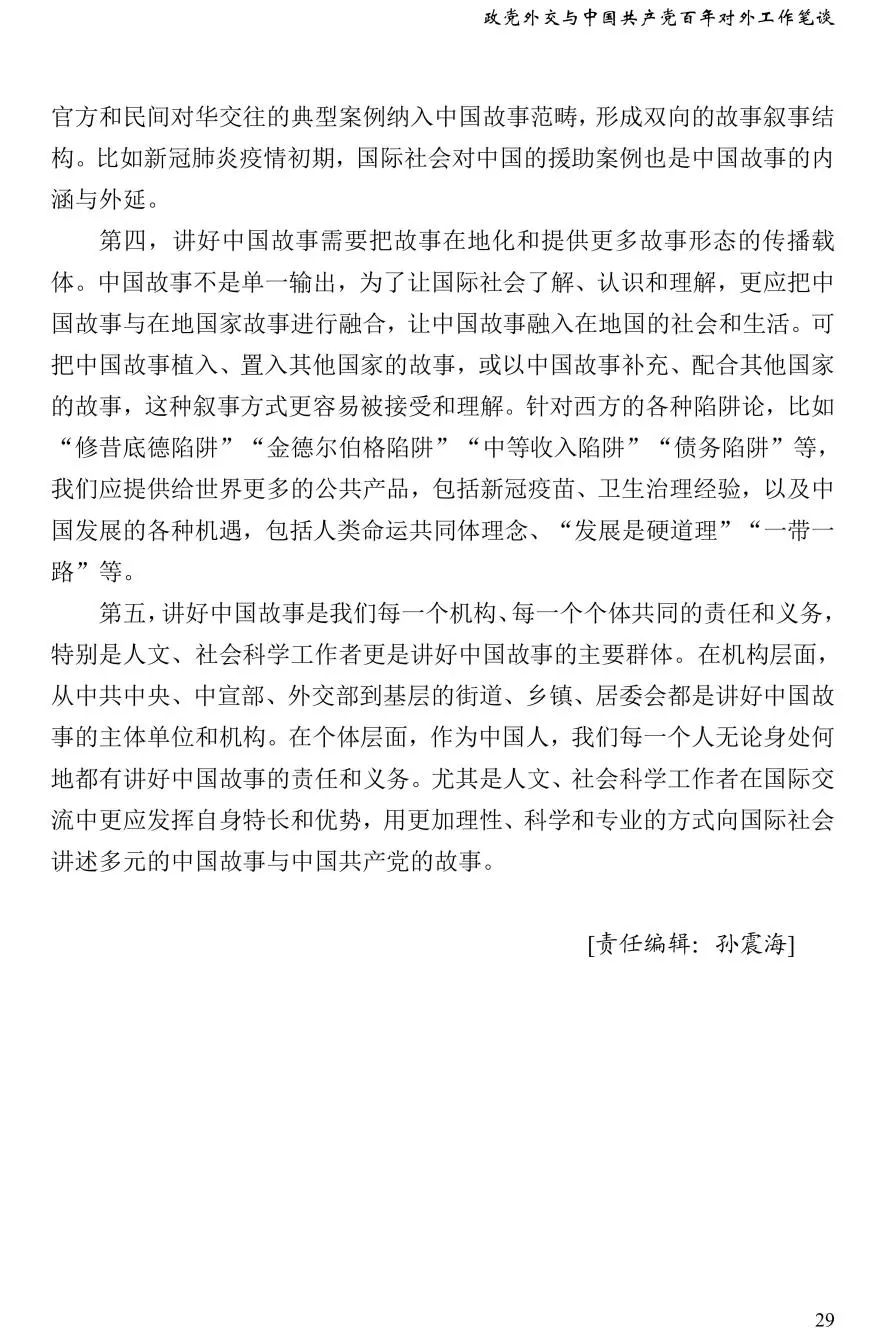 政党外交与中国共产党百年对外工作笔谈
官方和民间对华交往的典型案例纳入中国故事范畴，形成双向的故事叙事结
构。比如新冠肺炎疫情初期，国际社会对中国的援助案例也是中国故事的内
涵与外延。
第四，讲好中国故事需要把故事在地化和提供更多故事形态的传播载
体。中国故事不是单一输出，为了让国际社会了解、认识和理解，更应把中
国故事与在地国家故事进行融合，让中国故事融入在地国的社会和生活。可
把中国故事植入、置入其他国家的故事，或以中国故事补充、配合其他国家
的故事，这种叙事方式更容易被接受和理解。针对西方的各种陷阱论，比如
“修昔底德陷阱”“金德尔伯格陷阱”“中等收入陷阱”“债务陷阱”等，
我们应提供给世界更多的公共产品，包括新冠疫苗、卫生治理经验，以及中
国发展的各种机遇，包括人类命运共同体理念、“发展是硬道理”“一带一
路”等。
第五，讲好中国故事是我们每一个机构、每一个个体共同的责任和义务，
特别是人文、社会科学工作者更是讲好中国故事的主要群体。在机构层面，
从中共中央、中宣部、外交部到基层的街道、乡镇、居委会都是讲好中国故
事的主体单位和机构。在个体层面，作为中国人，我们每一个人无论身处何
地都有讲好中国故事的责任和义务。尤其是人文、社会科学工作者在国际交
流中更应发挥自身特长和优势，用更加理性、科学和专业的方式向国际社会
讲述多元的中国故事与中国共产党的故事。
[责任编辑：孙震海]
29